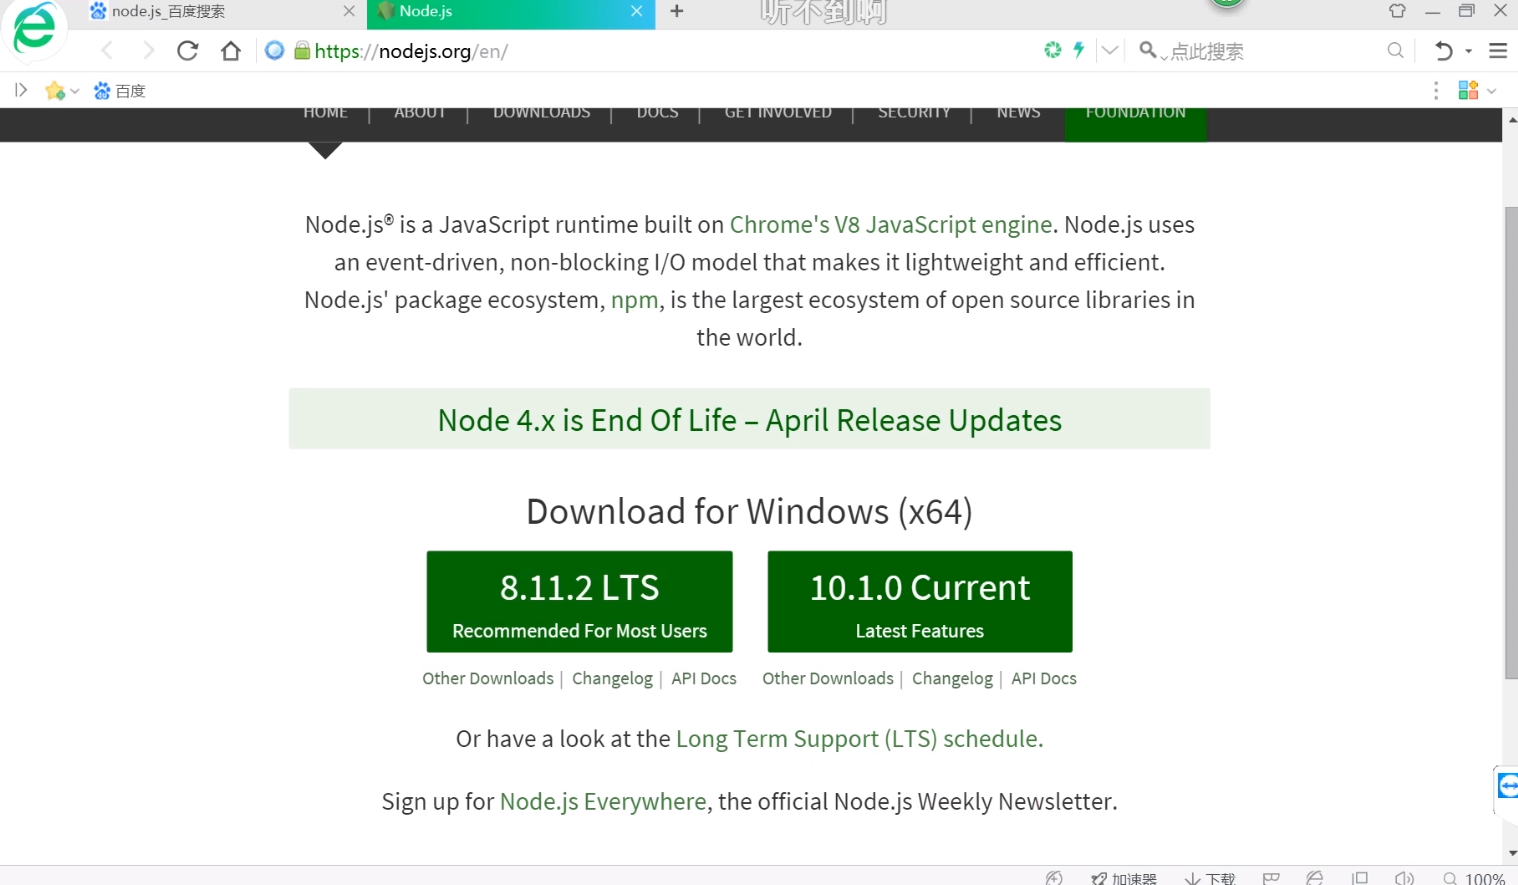 node.js_百度搜索
Node.js
听不到啊
https://nodejs.org/en/
点此搜索
百度
HOME
ABOUT
DOWNLOADS
DOCS
GET INVOLVED
SECURITY
NEWS
FOUNDATION
Node.js® is a JavaScript runtime built on Chrome's V8 JavaScript engine. Node.js uses
an event-driven, non-blocking I/O model that makes it lightweight and efficient.
Node.js' package ecosystem, npm, is the largest ecosystem of open source libraries in
the world.
Node 4.x is End Of Life – April Release Updates
Download for Windows (x64)
8.11.2 LTS
Recommended For Most Users
10.1.0 Current
Latest Features
Other Downloads | Changelog | API Docs
Other Downloads | Changelog | API Docs
Or have a look at the Long Term Support (LTS) schedule.
Sign up for Node.js Everywhere, the official Node.js Weekly Newsletter.
加速器
下载
100%